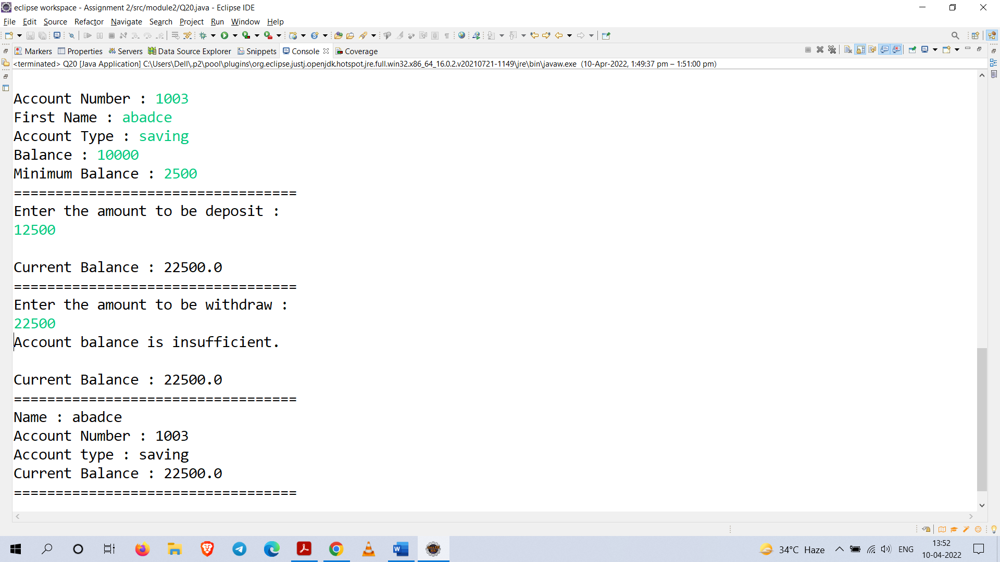 eclipse workspace - Assignment 2/src/module2/Q20.java - Eclipse IDE
File Edit Source Refactor Navigate Search Project Run Window Help
Markers Properties Servers Data Source Explorer Snippets Console Coverage
<terminated> Q20 [Java Application] C:\Users\Dell\.p2\pool\plugins\org.eclipse.justj.openjdk.hotspot.jre.full.win32.x86_64_16.0.2.v20210721-1149\jre\bin\javaw.exe (10-Apr-2022, 1:49:37 pm – 1:51:00 pm)
Account Number : 1003
First Name : abadce
Account Type : saving
Balance : 10000
Minimum Balance : 2500
==================================
Enter the amount to be deposit :
12500
Current Balance : 22500.0
==================================
Enter the amount to be withdraw :
22500
Account balance is insufficient.
Current Balance : 22500.0
==================================
Name : abadce
Account Number : 1003
Account type : saving
Current Balance : 22500.0
==================================
34°C Haze ENG 13:52
10-04-2022